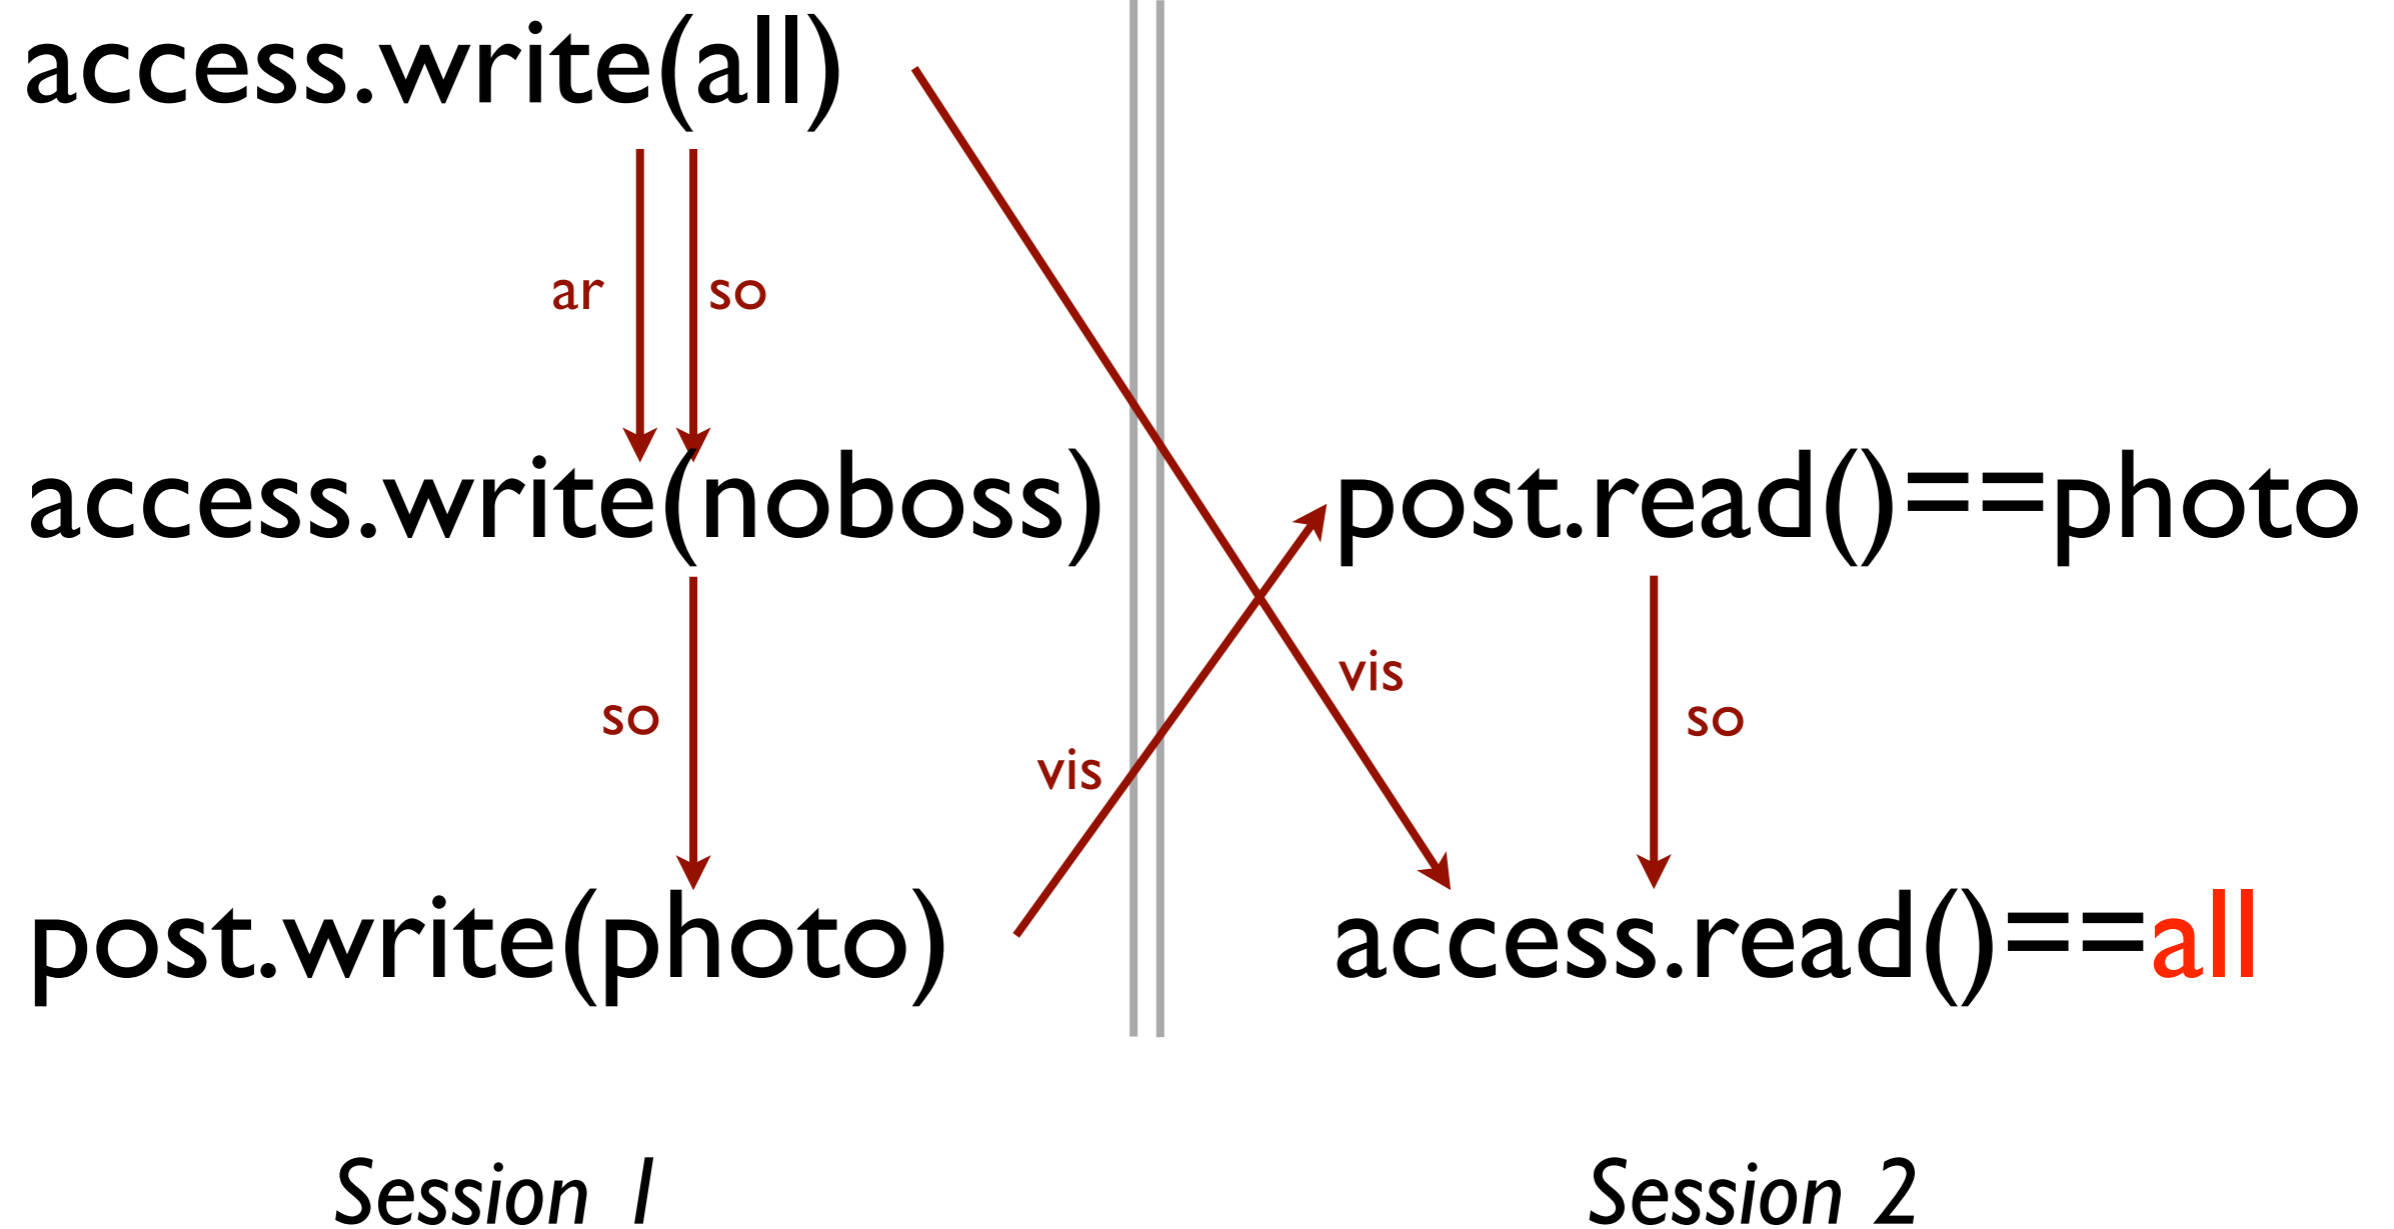 access.write(all)
ar
so
access.write(noboss)
post.read()==photo
so
vis
vis
so
post.write(photo)
access.read()==all
Session 1
Session 2